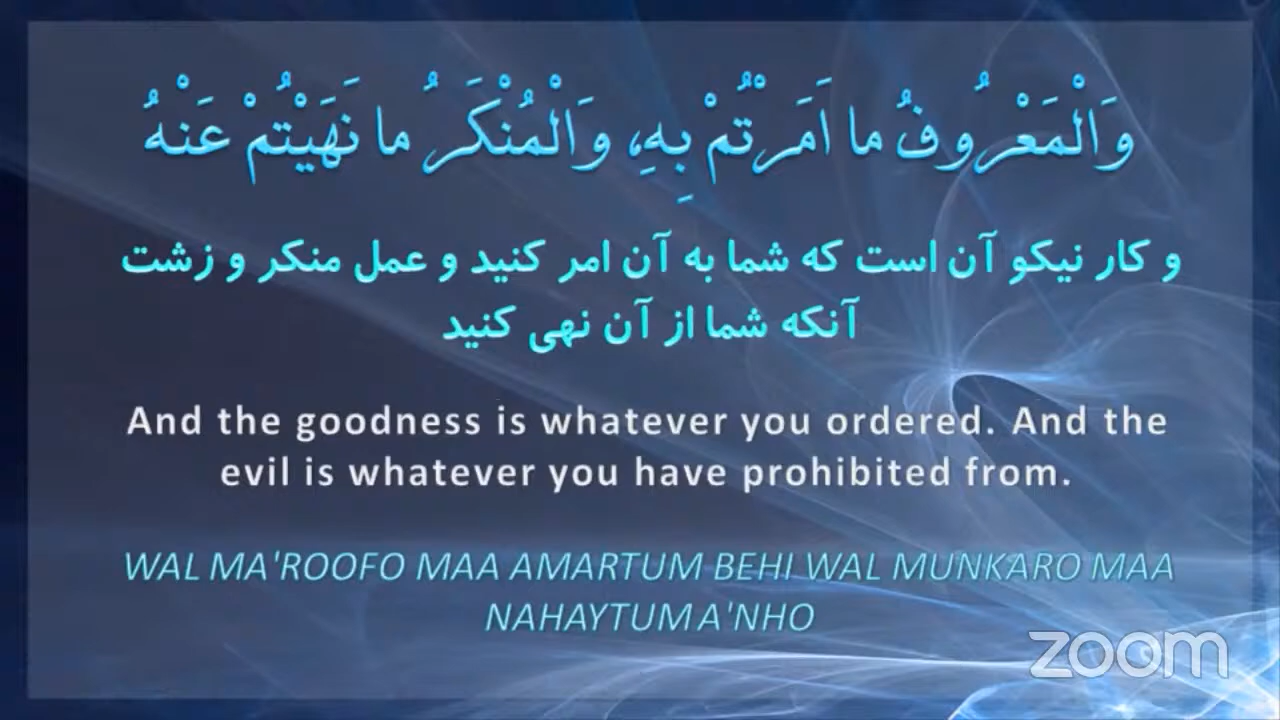 وَالْمَعْرُوفُ ما اَمَرْتُمْ بِهِ، وَالْمُنْكَرُ ما نَهَيْتُمْ عَنْهُ
و کار نیکو آن است که شما به آن امر کنید و عمل منکر و زشت
آنکه شما از آن نهی کنید
And the goodness is whatever you ordered. And the
evil is whatever you have prohibited from.
WAL MA'ROOFO MAA AMARTUM BEHI WAL MUNKARO MAA
NAHAYTUM A'NHO
zoom